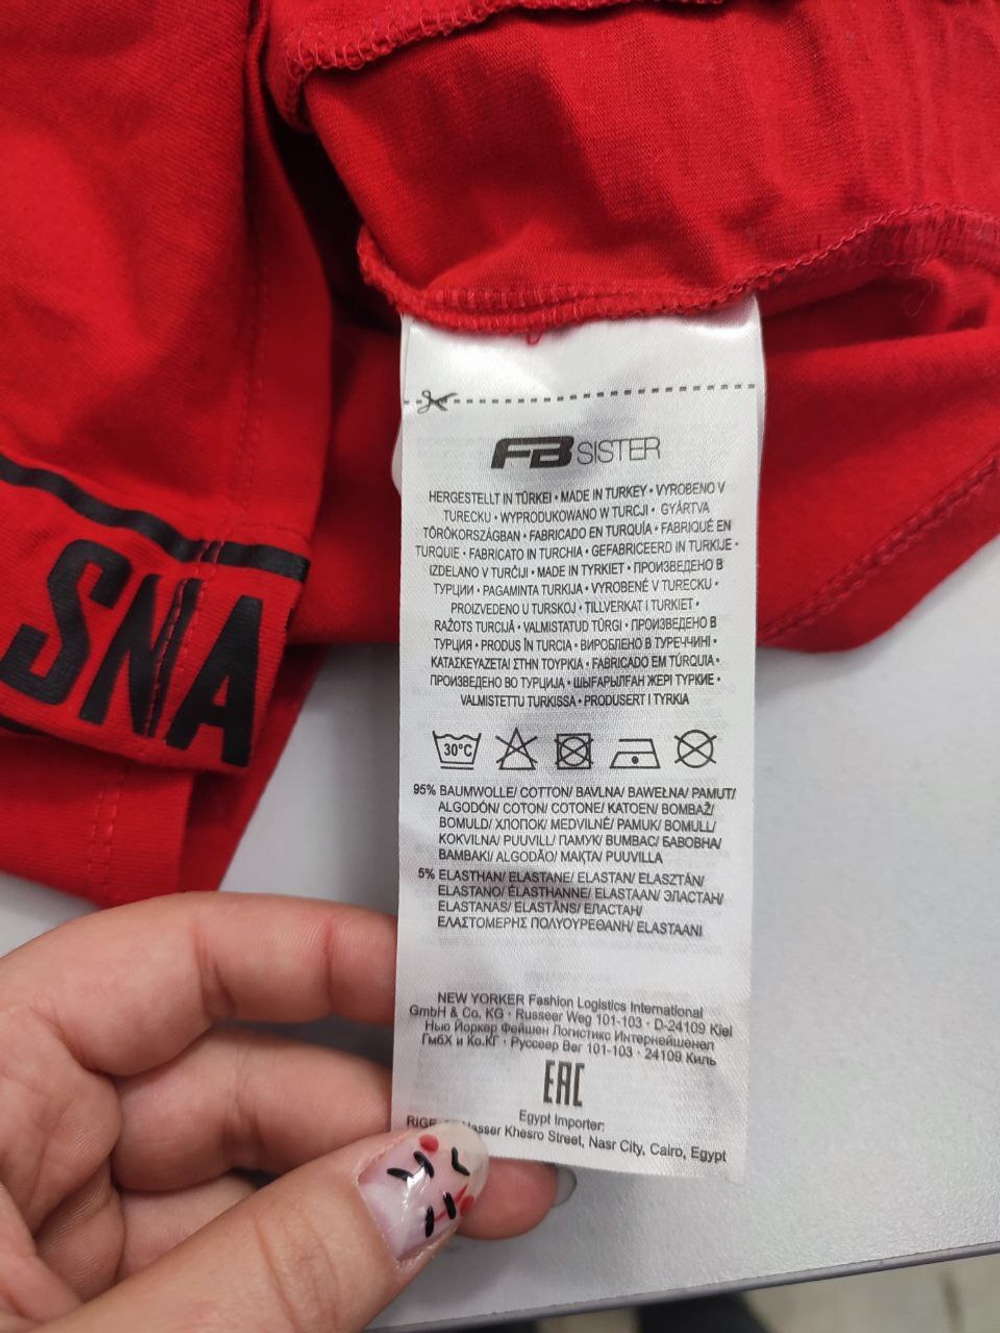 SNA
FB SISTER
HERGESTELLT IN TÜRKEI • MADE IN TURKEY • VYROBENO V
TURECKU • WYPRODUKOWANO W TURCJI • GYÁRTVA
TÖRÖKORSZÁGBAN • FABRICADO EN TURQUÍA • FABRIQUÉ EN
TURQUIE • FABRICATO IN TURCHIA • GEFABRICEERD IN TURKIJE •
IZDELANO V TURČIJI • MADE IN TYRKIET • ПРОИЗВЕДЕНО В
ТУРЦИИ • PAGAMINTA TURKIJA • VYROBENÉ V TURECKU •
PROIZVEDENO U TURSKOJ • TILLVERKAT I TURKIET •
RAŽOTS TURCIJĀ • VALMISTATUD TÜRGI • ПРОИЗВЕДЕНО В
ТУРЦИЯ • PRODUS ÎN TURCIA • ВИРОБЛЕНО В ТУРЕЧЧИНІ •
ΚΑΤΑΣΚΕΥΑΖΕΤΑΙ ΣΤΗΝ ΤΟΥΡΚΙΑ • FABRICADO EM TÚRQUIA •
ПРОИЗВЕДЕНО ВО ТУРЦИЈА • ШЫҒАРЫЛҒАН ЖЕРІ ТҮРКИЕ •
VALMISTETTU TURKISSA • PRODUSERT I TYRKIA
30°C
95% BAUMWOLLE/ COTTON/ BAVLNA/ BAWEŁNA/ PAMUT/
ALGODÓN/ COTON/ COTONE/ KATOEN/ BOMBAŽ/
BOMULD/ ХЛОПОК/ MEDVILNĖ/ PAMUK/ BOMULL/
KOKVILNA/ PUUVILL/ ПАМУК/ BUMBAC/ БАВОВНА/
BAMBAKI/ ALGODÃO/ МАҚТА/ PUUVILLA
5% ELASTHAN/ ELASTANE/ ELASTAN/ ELASZTÁN/
ELASTANO/ ÉLASTHANNE/ ELASTAAN/ ЭЛАСТАН/
ELASTANAS/ ELASTĀNS/ ЕЛАСТАН/
ΕΛΑΣΤΟΜΕΡΗΣ ΠΟΛΥΟΥΡΕΘΑΝΗ/ ELASTAANI
NEW YORKER Fashion Logistics International
GmbH & Co. KG · Russeer Weg 101-103 · D-24109 Kiel
Нью Йоркер Фейшен Логистикс Интернейшенел
ГмбХ и Ко.КГ · Руссеер Вег 101-103 · 24109 Киль
EAC
Egypt Importer:
Khesro Street, Nasr City, Cairo, Egypt